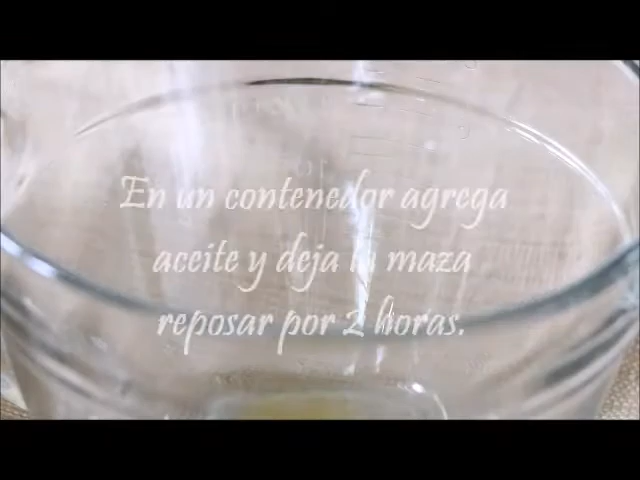 En un contenedor agrega
aceite y deja la maza
reposar por 2 horas.